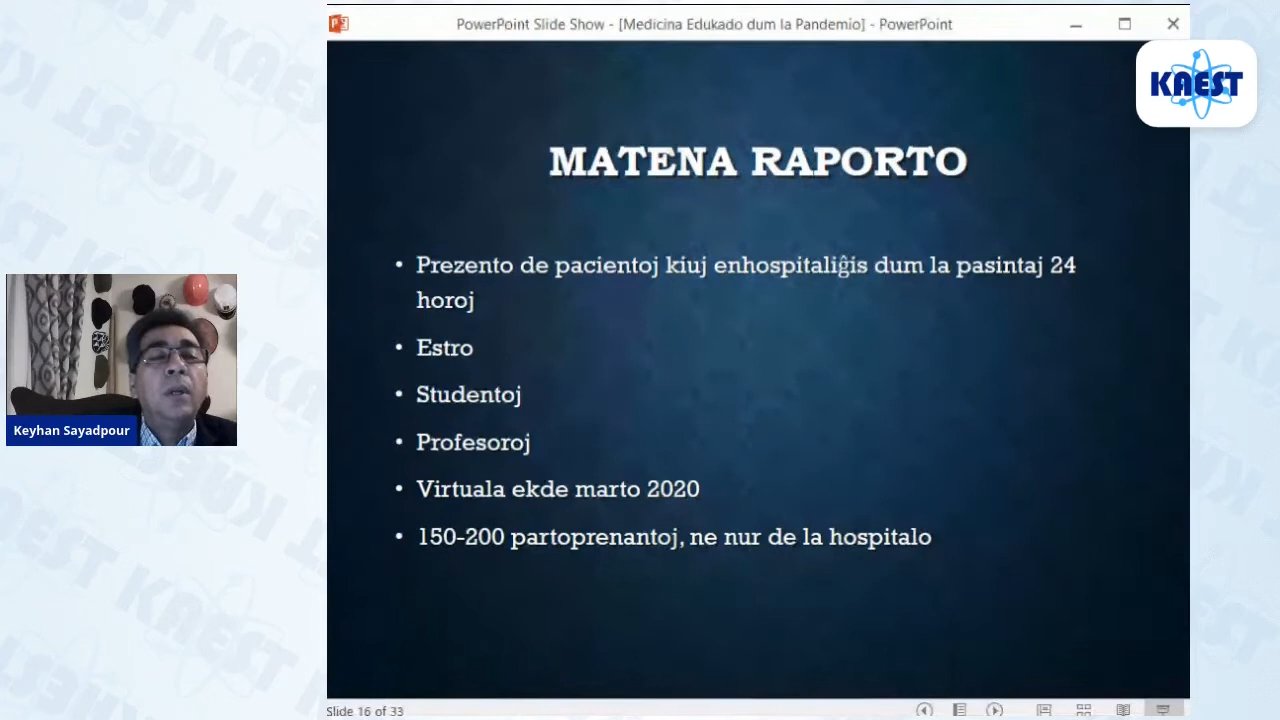 PowerPoint Slide Show - [Medicina Edukado dum la Pandemio] - PowerPoint
KAEST
MATENA RAPORTO
• Prezento de pacientoj kiuj enhospitaliĝis dum la pasintaj 24
horoj
• Estro
• Studentoj
• Profesoroj
• Virtuala ekde marto 2020
• 150-200 partoprenantoj, ne nur de la hospitalo
Keyhan Sayadpour
Slide 16 of 33